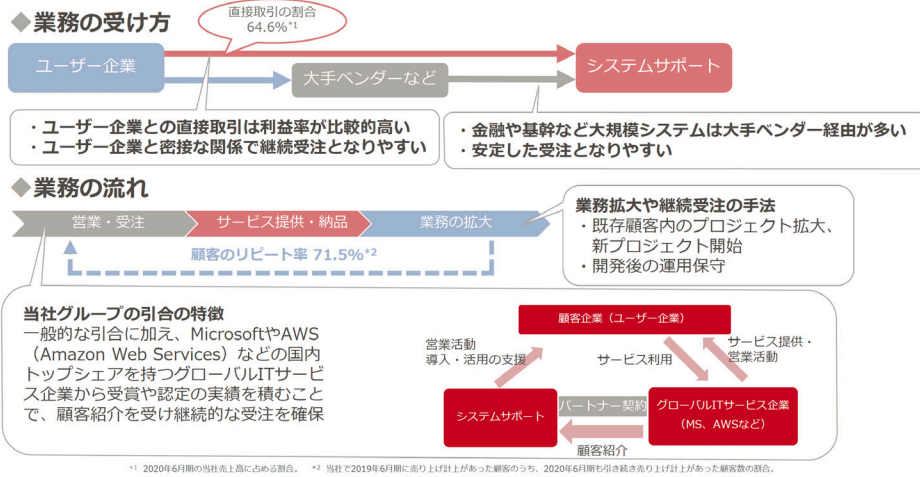 ◆業務の受け方
直接取引の割合
64.6%*1
ユーザー企業
大手ベンダーなど
システムサポート
・ユーザー企業との直接取引は利益率が比較的高い
・ユーザー企業と密接な関係で継続受注となりやすい
・金融や基幹など大規模システムは大手ベンダー経由が多い
・安定した受注となりやすい
◆業務の流れ
営業・受注
サービス提供・納品
業務の拡大
顧客のリピート率 71.5%*2
業務拡大や継続受注の手法
・既存顧客内のプロジェクト拡大、
新プロジェクト開始
・開発後の運用保守
当社グループの引合の特徴
一般的な引合に加え、MicrosoftやAWS
（Amazon Web Services）などの国内
トップシェアを持つグローバルITサービ
ス企業から受賞や認定の実績を積むこと
で、顧客紹介を受け継続的な受注を確保
顧客企業（ユーザー企業）
営業活動
導入・活用の支援
サービス利用
サービス提供・
営業活動
システムサポート
パートナー契約
グローバルITサービス企業
（MS、AWSなど）
顧客紹介
*1 2020年6月期の当社売上高に占める割合。 *2 当社で2019年6月期に売り上げ計上があった顧客のうち、2020年6月期も引き続き売り上げ計上があった顧客数の割合。